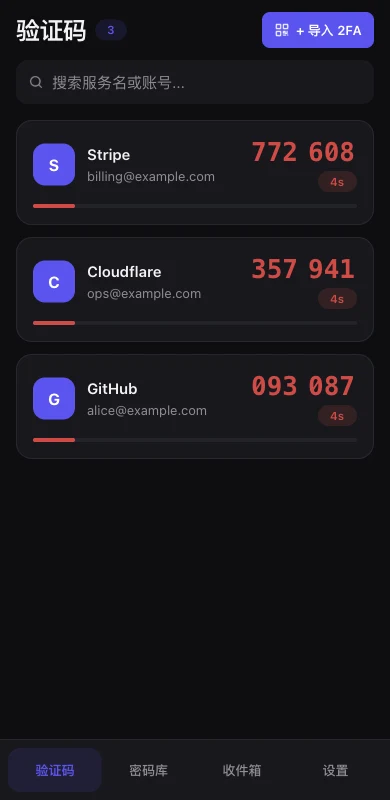 验证码 3
+ 导入 2FA
搜索服务名或账号...
S
Stripe
billing@example.com
772 608
4s
C
Cloudflare
ops@example.com
357 941
4s
G
GitHub
alice@example.com
093 087
4s
验证码 密码库 收件箱 设置